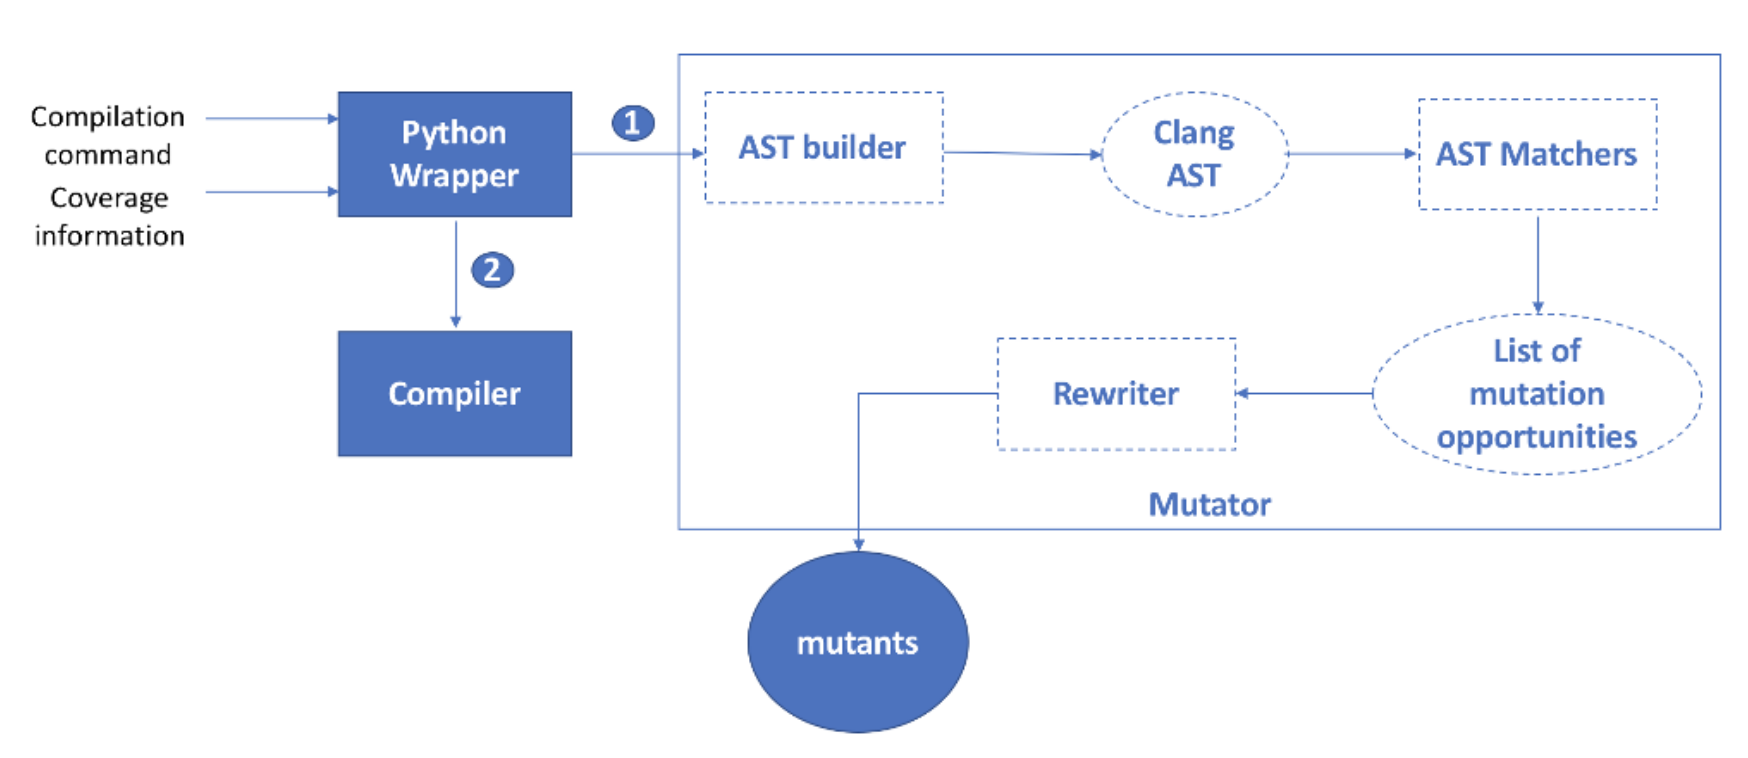 Compilation
command
Coverage
information
Python
Wrapper
1
AST builder
Clang
AST
AST Matchers
2
Compiler
Rewriter
List of
mutation
opportunities
Mutator
mutants